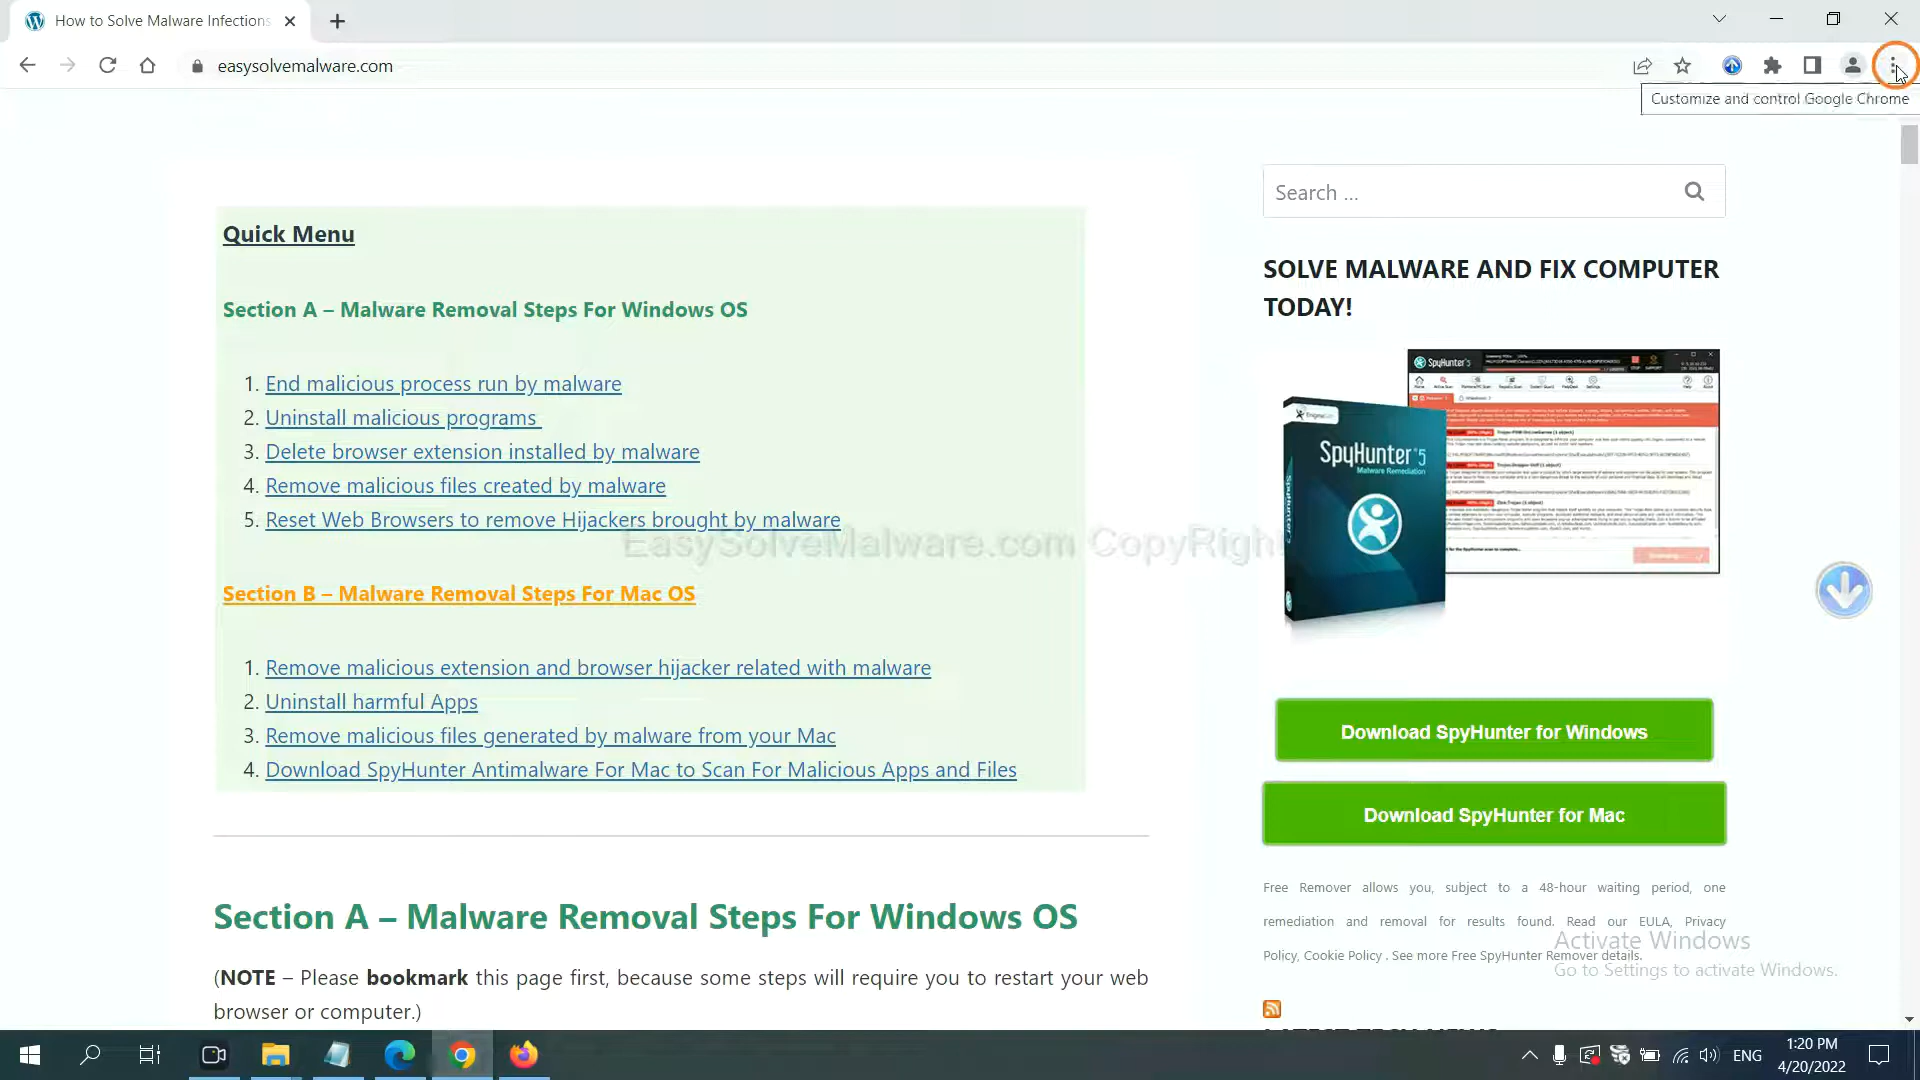 How to Solve Malware Infections
easysolvemalware.com
Customize and control Google Chrome
Quick Menu
Section A – Malware Removal Steps For Windows OS
1. End malicious process run by malware
2. Uninstall malicious programs
3. Delete browser extension installed by malware
4. Remove malicious files created by malware
5. Reset Web Browsers to remove Hijackers brought by malware
EasySolveMalware.com CopyRigh
Section B – Malware Removal Steps For Mac OS
1. Remove malicious extension and browser hijacker related with malware
2. Uninstall harmful Apps
3. Remove malicious files generated by malware from your Mac
4. Download SpyHunter Antimalware For Mac to Scan For Malicious Apps and Files
Section A – Malware Removal Steps For Windows OS
(NOTE – Please bookmark this page first, because some steps will require you to restart your web
browser or computer.)
Search ...
SOLVE MALWARE AND FIX COMPUTER
TODAY!
SpyHunter 5
SpyHunter 5
Malware Remediation
Download SpyHunter for Windows
Download SpyHunter for Mac
Free Remover allows you, subject to a 48-hour waiting period, one
remediation and removal for results found. Read our EULA, Privacy
Policy, Cookie Policy . See more Free SpyHunter Remover details.
Activate Windows
Go to Settings to activate Windows.
LATEST TECH NEWS
ENG
1:20 PM
4/20/2022